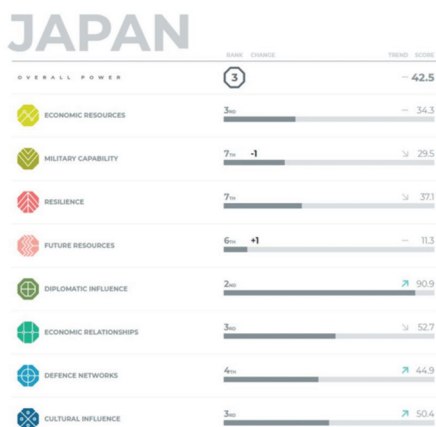 JAPAN
RANK CHANGE TREND SCORE
OVERALL POWER 3 – 42.5
ECONOMIC RESOURCES 3RD – 34.3
MILITARY CAPABILITY 7TH -1 ↘ 29.5
RESILIENCE 7TH ↘ 37.1
FUTURE RESOURCES 6TH +1 – 11.3
DIPLOMATIC INFLUENCE 2ND ↗ 90.9
ECONOMIC RELATIONSHIPS 3RD ↘ 52.7
DEFENCE NETWORKS 4TH ↗ 44.9
CULTURAL INFLUENCE 3RD ↗ 50.4